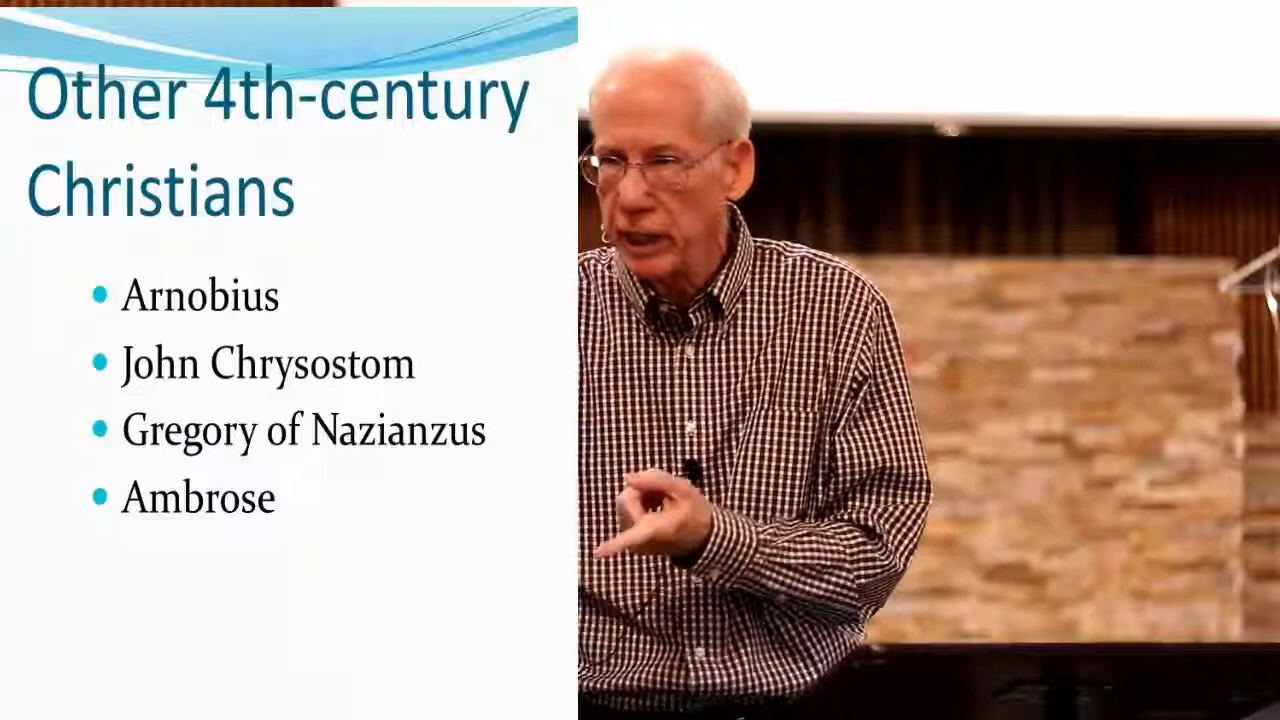 Other 4th-century
Christians
Arnobius
John Chrysostom
Gregory of Nazianzus
Ambrose